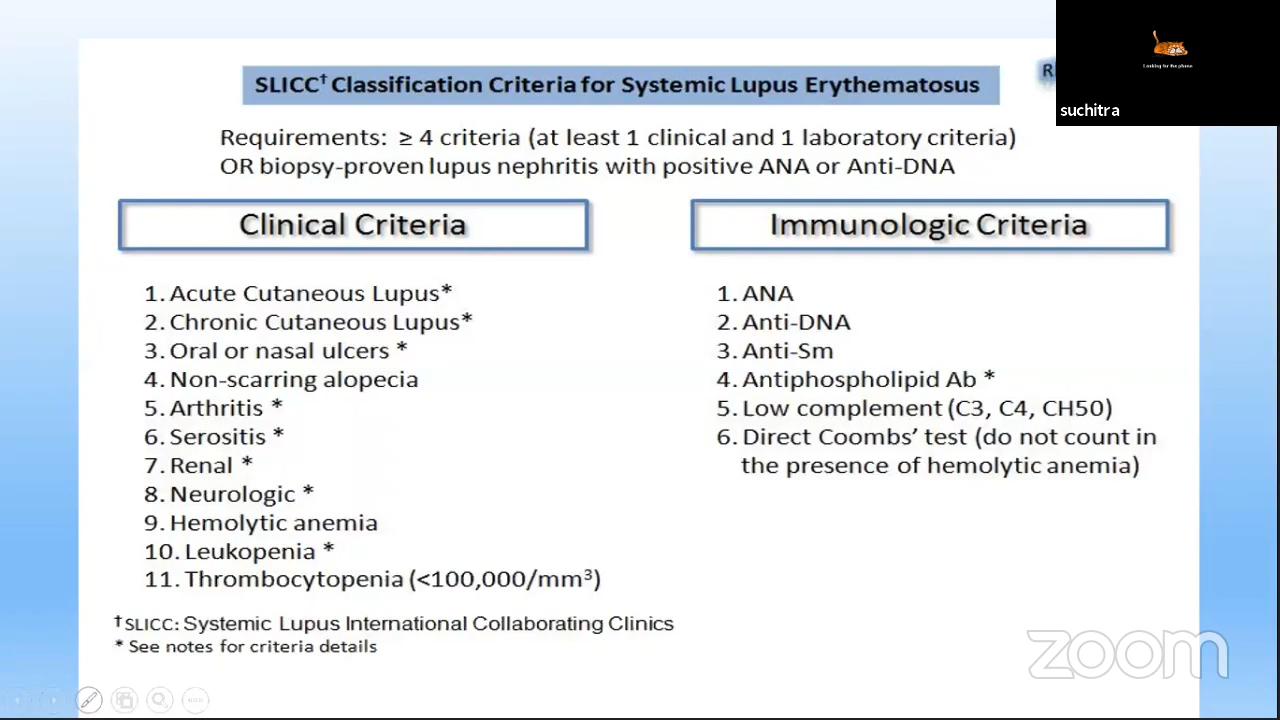 SLICC† Classification Criteria for Systemic Lupus Erythematosus
R
Looking for the phone
suchitra
Requirements: ≥ 4 criteria (at least 1 clinical and 1 laboratory criteria)
OR biopsy-proven lupus nephritis with positive ANA or Anti-DNA
Clinical Criteria
1. Acute Cutaneous Lupus*
2. Chronic Cutaneous Lupus*
3. Oral or nasal ulcers *
4. Non-scarring alopecia
5. Arthritis *
6. Serositis *
7. Renal *
8. Neurologic *
9. Hemolytic anemia
10. Leukopenia *
11. Thrombocytopenia (<100,000/mm³)
Immunologic Criteria
1. ANA
2. Anti-DNA
3. Anti-Sm
4. Antiphospholipid Ab *
5. Low complement (C3, C4, CH50)
6. Direct Coombs’ test (do not count in
the presence of hemolytic anemia)
†SLICC: Systemic Lupus International Collaborating Clinics
* See notes for criteria details
zoom